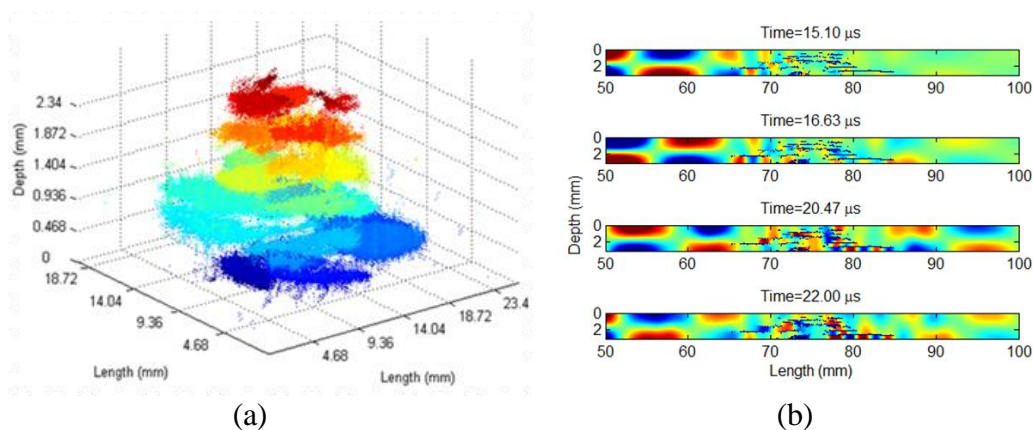 2.34
1.872
1.404
0.936
0.468
0
Depth (mm)
18.72
14.04
9.36
4.68
Length (mm)
4.68
9.36
14.04
18.72
23.4
Length (mm)
(a)
Time=15.10 μs
0
2
50 60 70 80 90 100
Time=16.63 μs
0
2
50 60 70 80 90 100
Time=20.47 μs
0
2
50 60 70 80 90 100
Time=22.00 μs
0
2
50 60 70 80 90 100
Depth (mm)
Length (mm)
(b)